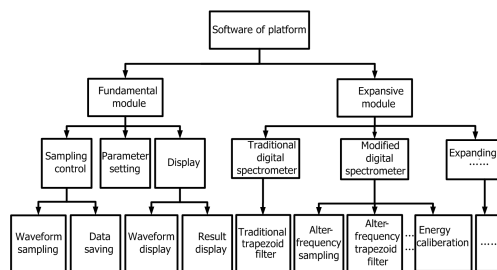 Software of platform
Fundamental
module
Expansive
module
Sampling
control
Parameter
setting
Display
Traditional
digital
spectrometer
Modified
digital
spectrometer
Expanding
......
Waveform
sampling
Data
saving
Waveform
display
Result
display
Traditional
trapezoid
filter
Alter-
frequency
sampling
Alter-
frequency
trapezoid
filter
...
...
Energy
caliberation
......